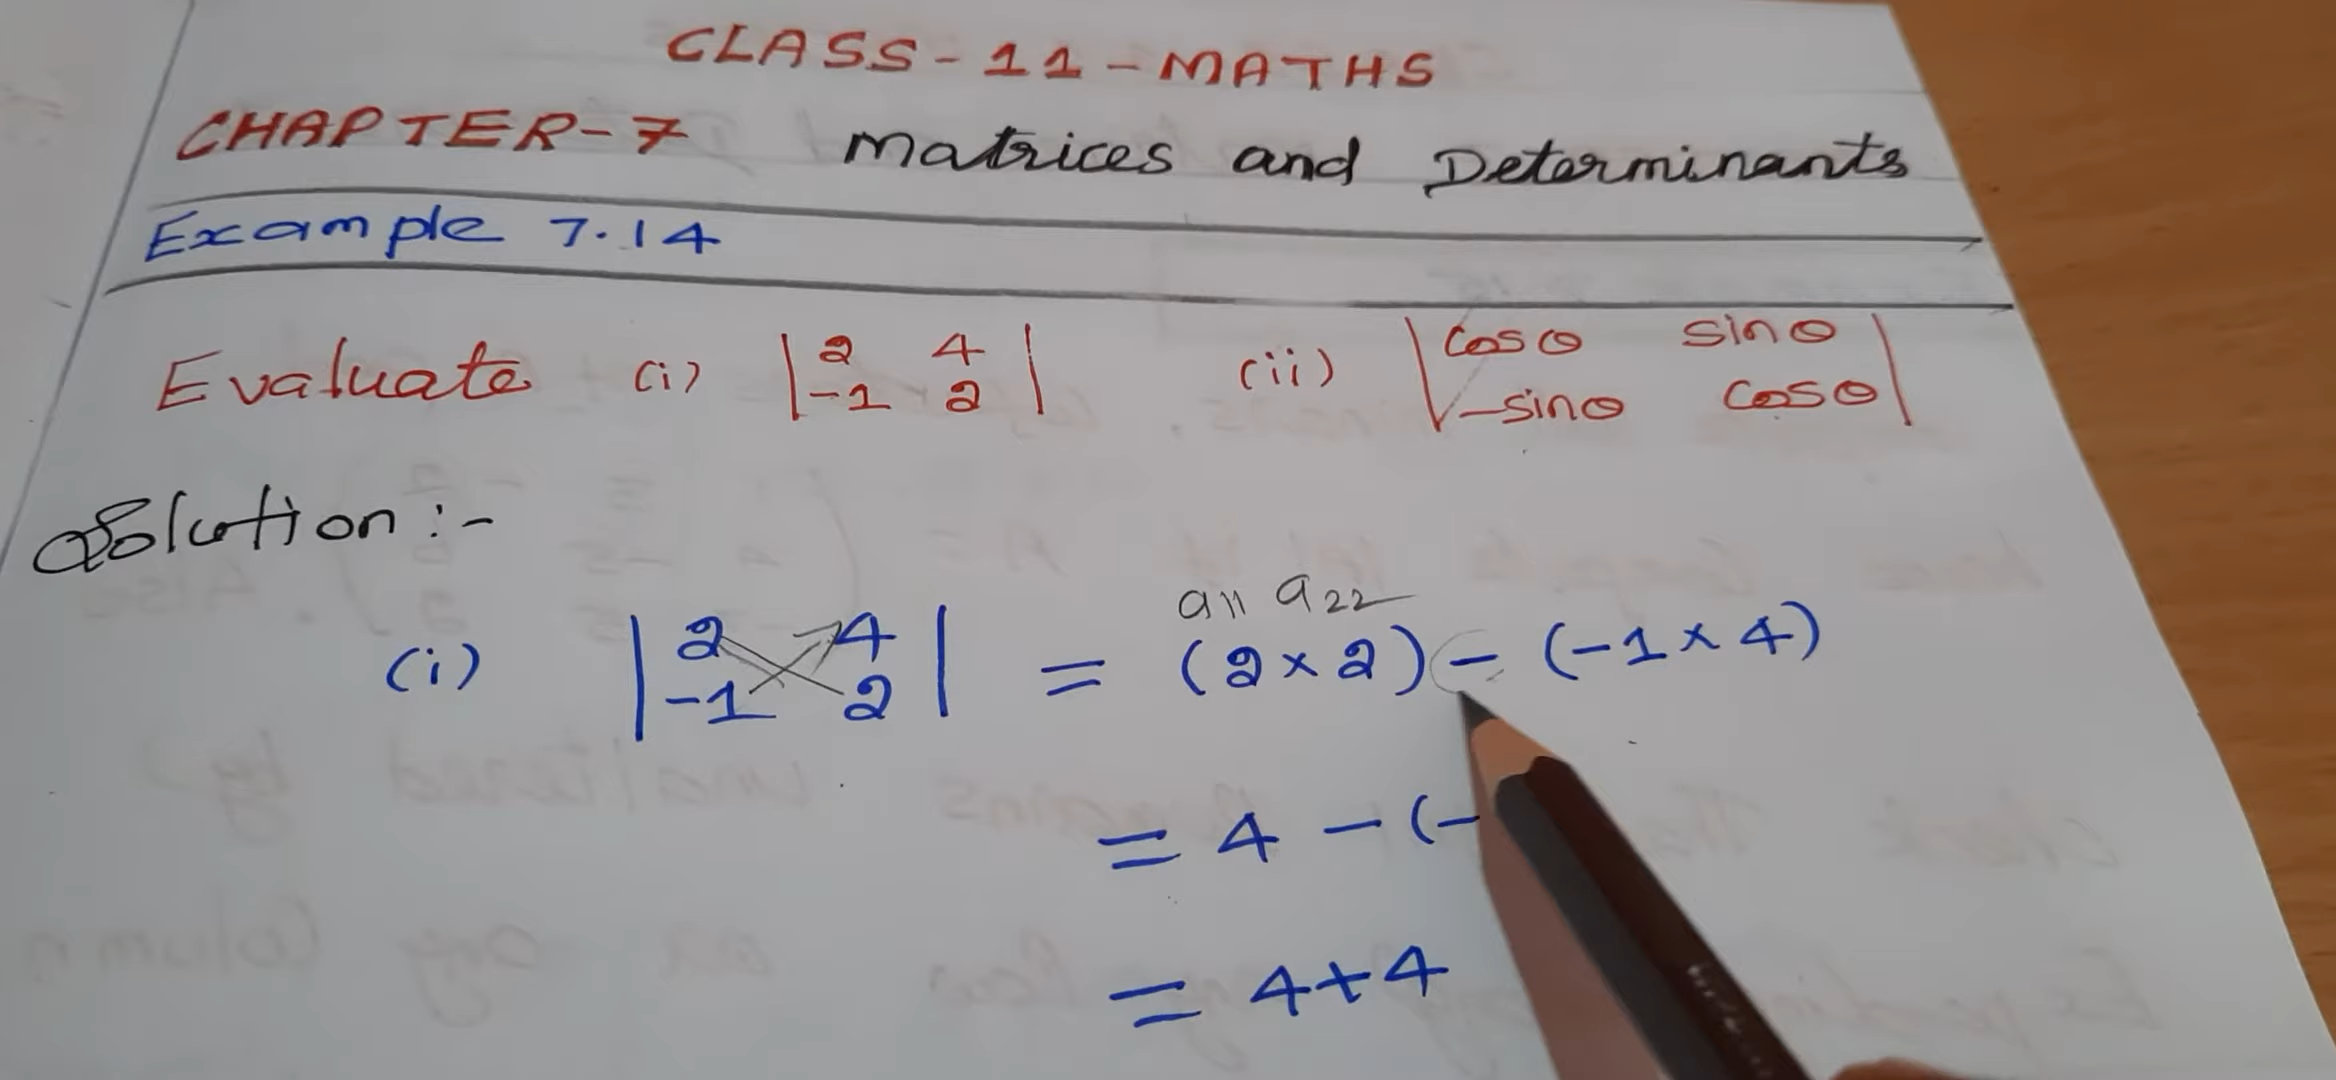 CLASS-11-MATHS
CHAPTER-7 Matrices and Determinants
Example 7.14
Evaluate (i) |2 4| (ii) |cosθ sinθ|
|-1 2| |-sinθ cosθ|
Solution:-
a11 a22
(i) |2 4| = (2×2) - (-1×4)
|-1 2|
= 4 - (-
= 4+4